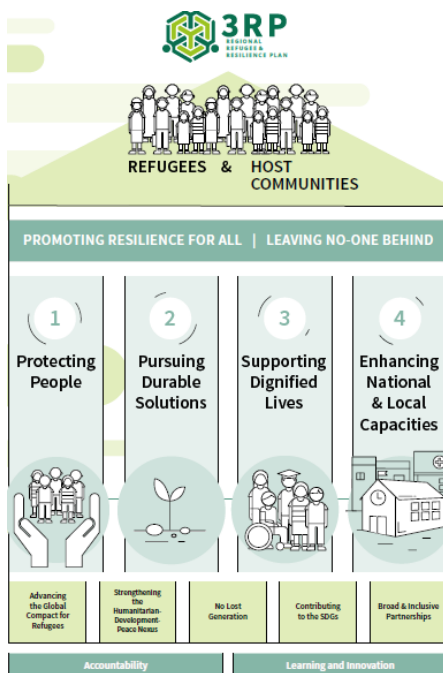 3RP
REGIONAL
REFUGEE &
RESILIENCE PLAN
REFUGEES & HOST
COMMUNITIES
PROMOTING RESILIENCE FOR ALL | LEAVING NO-ONE BEHIND
1
Protecting
People
2
Pursuing
Durable
Solutions
3
Supporting
Dignified
Lives
4
Enhancing
National
& Local
Capacities
Advancing
the Global
Compact for
Refugees
Strengthening
the
Humanitarian-
Development-
Peace Nexus
No Lost
Generation
Contributing
to the SDGs
Broad & Inclusive
Partnerships
Accountability
Learning and Innovation